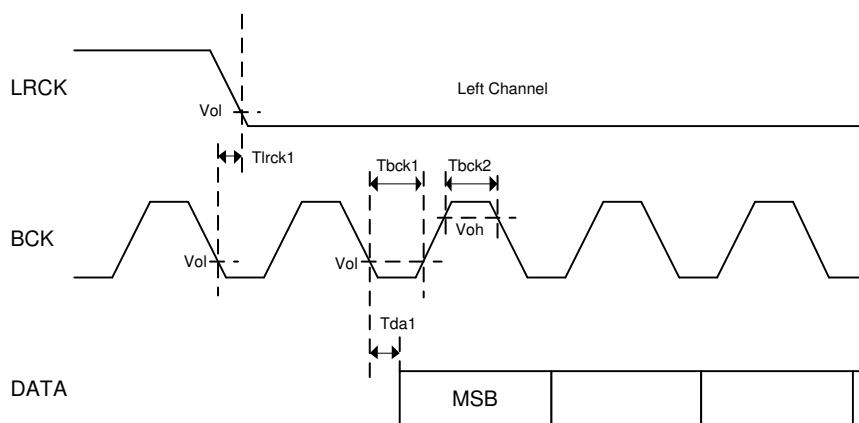 LRCK
Left Channel
Vol
Tlrck1
Tbck1
Tbck2
BCK
Voh
Vol
Vol
Tda1
DATA
MSB